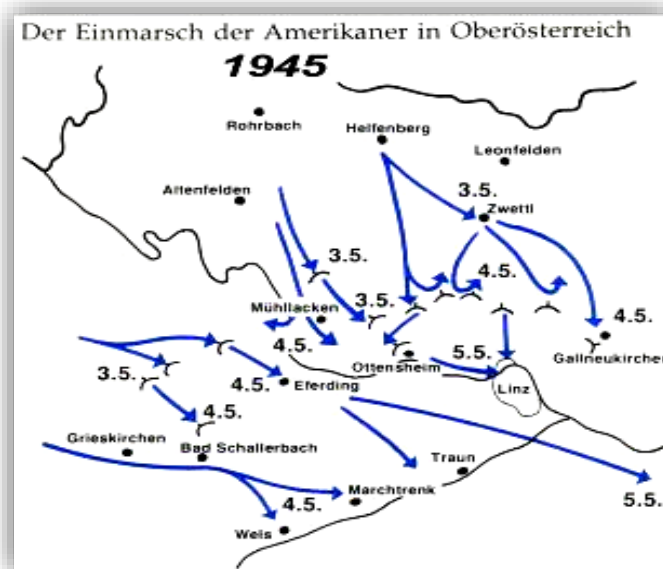 Der Einmarsch der Amerikaner in Oberösterreich
1945
Rohrbach
Helfenberg
Leonfelden
Altenfelden
3.5.
Zwettl
3.5.
4.5.
3.5.
Mühllacken
4.5.
4.5.
Ottensheim
5.5.
Gallneukirchen
3.5.
4.5.
Eferding
Linz
4.5.
Grieskirchen
Bad Schallerbach
Traun
4.5.
Marchtrenk
5.5.
Wels